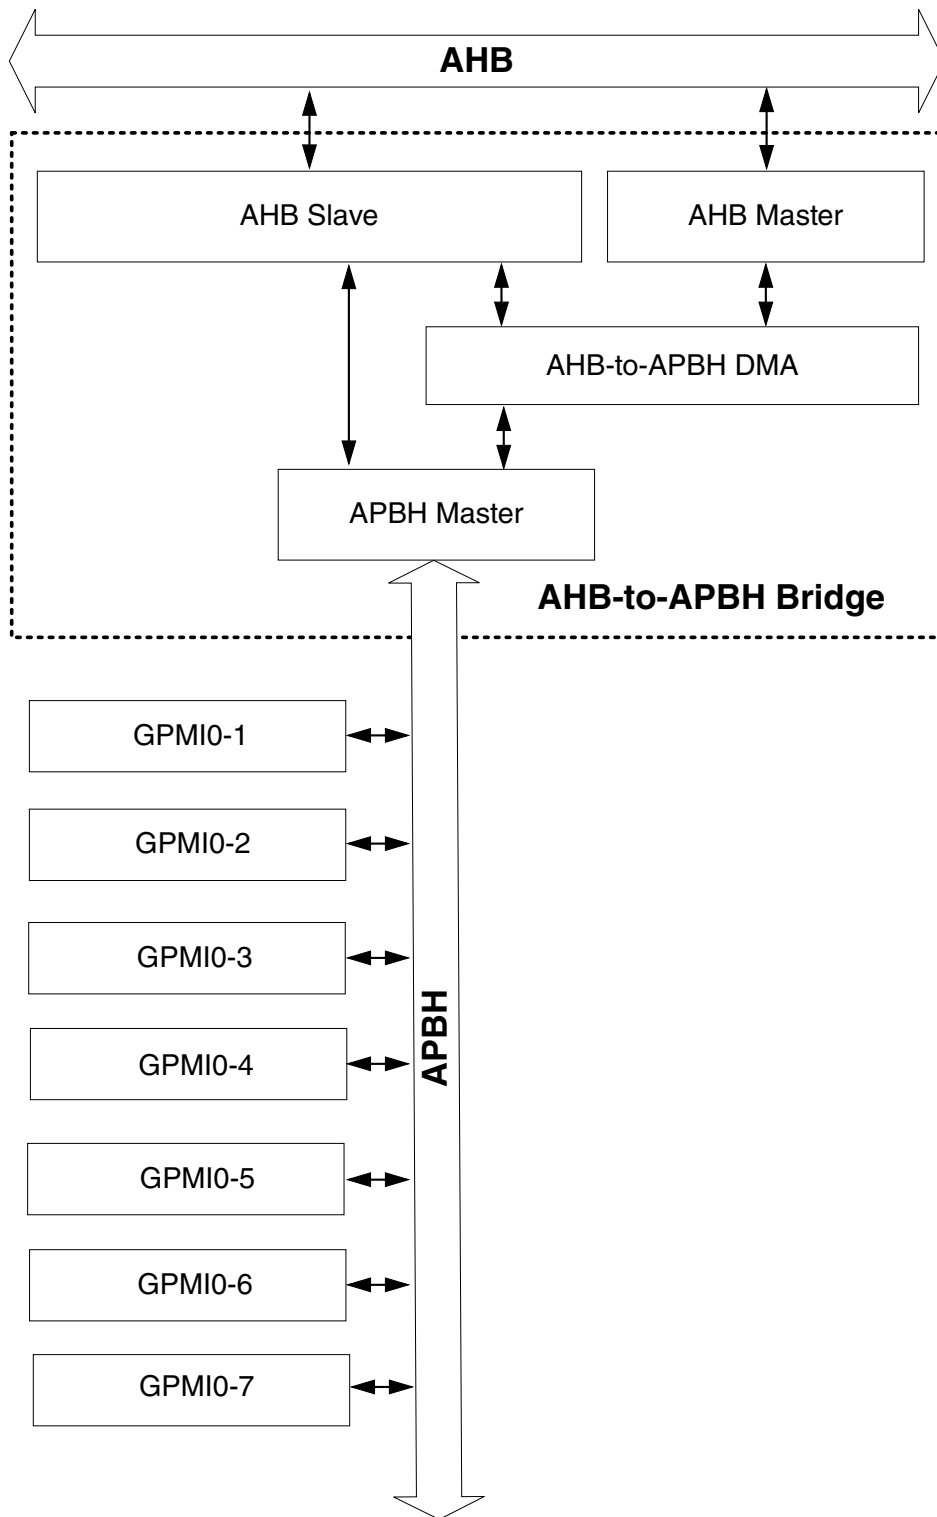 AHB
AHB Slave
AHB Master
AHB-to-APBH DMA
APBH Master
AHB-to-APBH Bridge
GPMI0-1
GPMI0-2
GPMI0-3
APBH
GPMI0-4
GPMI0-5
GPMI0-6
GPMI0-7